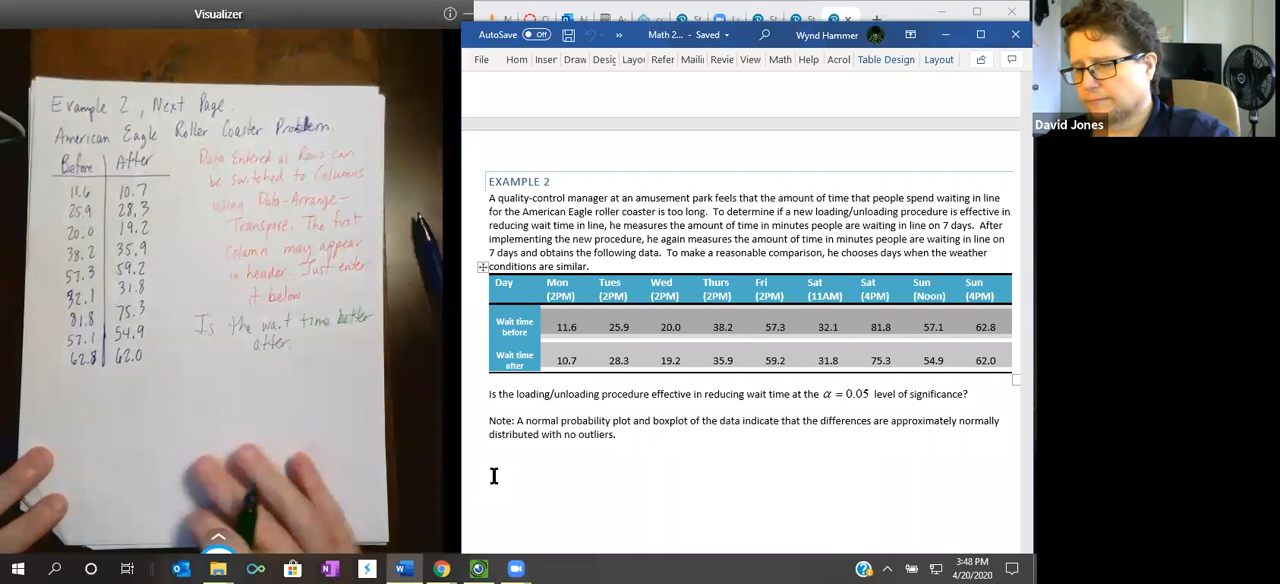 Visualizer
AutoSave Off Math 2... - Saved Wynd Hammer
File Hom Inser Draw Desig Layo Refer Maili Revie View Math Help Acrol Table Design Layout
Example 2, Next Page.
American Eagle Roller Coaster Problem.
Before After
11.6 10.7
25.9 28.3
20.0 19.2
38.2 35.9
57.3 59.2
32.1 31.8
81.8 75.3
57.1 54.9
62.8 62.0
Data Entered as Rows can
be switched to Columns
using Data-Arrange-
Transpose. The first
Column may appear
in header. Just enter
it below
Is the wait time better
after.
EXAMPLE 2
A quality-control manager at an amusement park feels that the amount of time that people spend waiting in line
for the American Eagle roller coaster is too long. To determine if a new loading/unloading procedure is effective in
reducing wait time in line, he measures the amount of time in minutes people are waiting in line on 7 days. After
implementing the new procedure, he again measures the amount of time in minutes people are waiting in line on
7 days and obtains the following data. To make a reasonable comparison, he chooses days when the weather
conditions are similar.
Day Mon Tues Wed Thurs Fri Sat Sat Sun Sun
(2PM) (2PM) (2PM) (2PM) (2PM) (11AM) (4PM) (Noon) (4PM)
Wait time
before 11.6 25.9 20.0 38.2 57.3 32.1 81.8 57.1 62.8
Wait time
after 10.7 28.3 19.2 35.9 59.2 31.8 75.3 54.9 62.0
Is the loading/unloading procedure effective in reducing wait time at the α = 0.05 level of significance?
Note: A normal probability plot and boxplot of the data indicate that the differences are approximately normally
distributed with no outliers.
David Jones
3:48 PM
4/20/2020